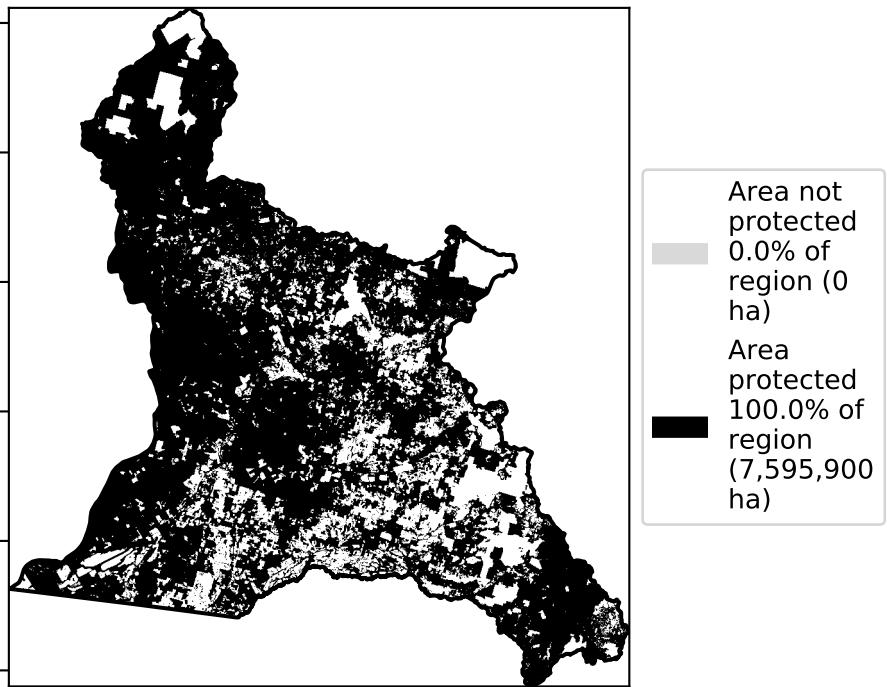 Area not
protected
0.0% of
region (0
ha)
Area
protected
100.0% of
region
(7,595,900
ha)